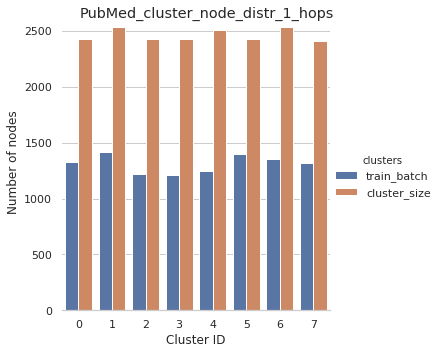 PubMed_cluster_node_distr_1_hops
2500
2000
1500
1000
500
0
Number of nodes
0 1 2 3 4 5 6 7
Cluster ID
clusters
train_batch
cluster_size